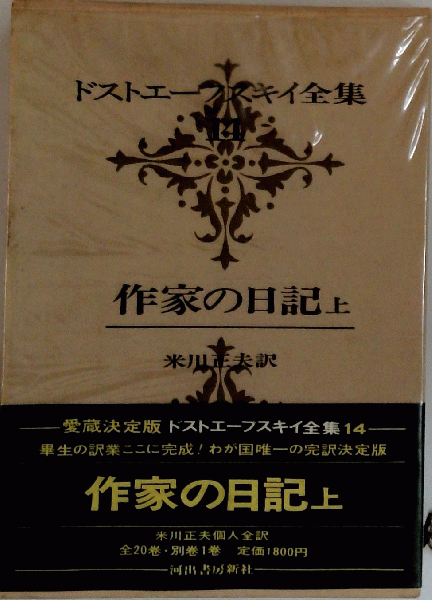 ドストエーフスキイ全集
14
作家の日記上
米川正夫訳
愛蔵決定版 ドストエーフスキイ全集14
畢生の訳業ここに完成!わが国唯一の完訳決定版
作家の日記上
米川正夫個人全訳
全20巻・別巻1巻 定価1800円
河出書房新社